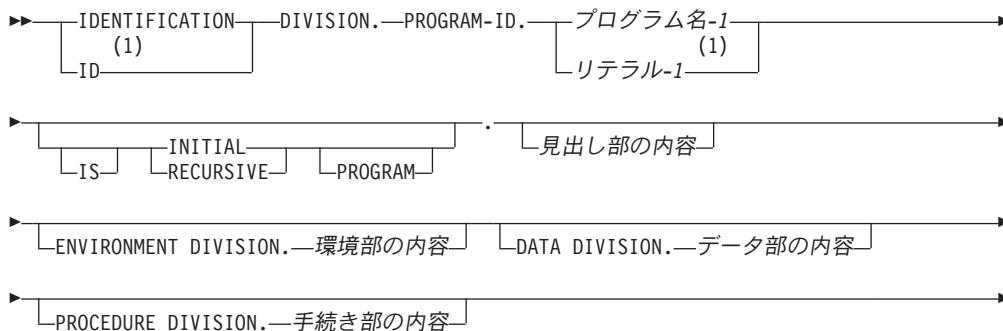 IDENTIFICATION DIVISION. PROGRAM-ID. プログラム名-1
(1) (1)
ID リテラル-1
.
INITIAL 見出し部の内容
IS RECURSIVE PROGRAM
ENVIRONMENT DIVISION. 環境部の内容 DATA DIVISION. データ部の内容
PROCEDURE DIVISION. 手続き部の内容